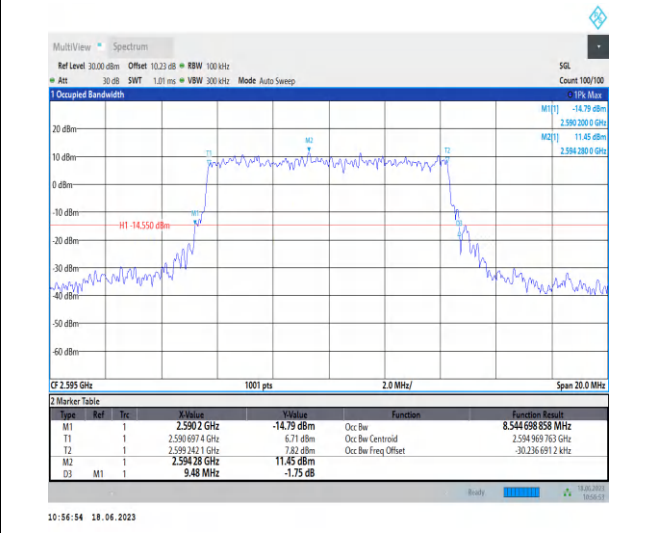 MultiView Spectrum
Ref Level 30.00 dBm Offset 10.23 dB RBW 100 kHz SGL
Att 30 dB SWT 1.01 ms VBW 300 kHz Mode Auto Sweep Count 100/100
1 Occupied Bandwidth 1Pk Max
M1[1] -14.79 dBm
2.590 200 0 GHz
M2[1] 11.45 dBm
2.594 280 0 GHz
20 dBm
M2
T1
T2
10 dBm
0 dBm
-10 dBm
M1
H1 -14.550 dBm
-20 dBm
-30 dBm
-40 dBm
-50 dBm
-60 dBm
CF 2.595 GHz 1001 pts 2.0 MHz/ Span 20.0 MHz
2 Marker Table
Type Ref Trc X-Value Y-Value Function Function Result
M1 1 2.590 2 GHz -14.79 dBm Occ Bw 8.544 698 858 MHz
T1 1 2.590 697 4 GHz 6.71 dBm Occ Bw Centroid 2.594 969 763 GHz
T2 1 2.599 242 1 GHz 7.82 dBm Occ Bw Freq Offset -30.236 691 2 kHz
M2 1 2.594 28 GHz 11.45 dBm
D3 M1 1 9.48 MHz -1.75 dB
Ready 18.06.2023
10:56:53
10:56:54 18.06.2023